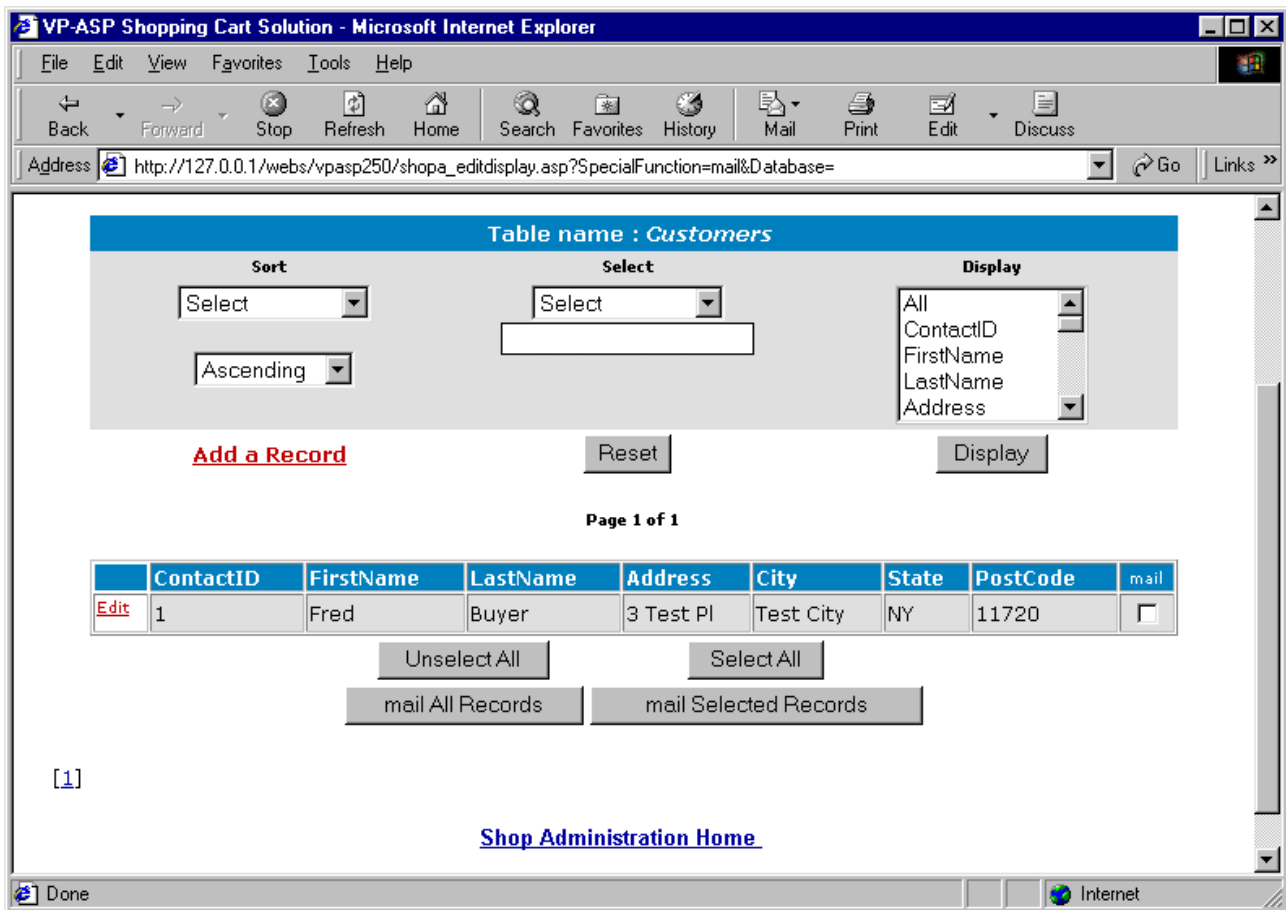 VP-ASP Shopping Cart Solution - Microsoft Internet Explorer
File Edit View Favorites Tools Help
Back Forward Stop Refresh Home Search Favorites History Mail Print Edit Discuss
Address http://127.0.0.1/webs/vpasp250/shopa_editdisplay.asp?SpecialFunction=mail&Database= Go Links »
Table name : Customers
Sort Select Display
Select Select All
ContactID
FirstName
Ascending LastName
Address
Add a Record Reset Display
Page 1 of 1
ContactID FirstName LastName Address City State PostCode mail
Edit 1 Fred Buyer 3 Test Pl Test City NY 11720
Unselect All Select All
mail All Records mail Selected Records
[1]
Shop Administration Home
Done Internet